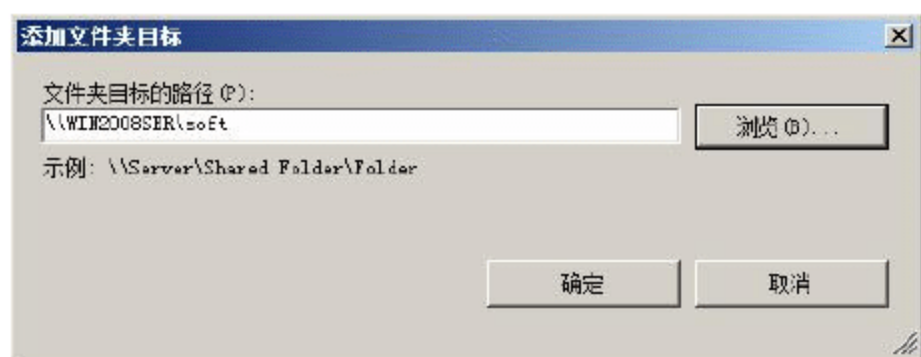 添加文件夹目标
文件夹目标的路径(P):
\\WIN2008SER\soft
浏览(B)...
示例: \\Server\Shared Folder\Folder
确定
取消